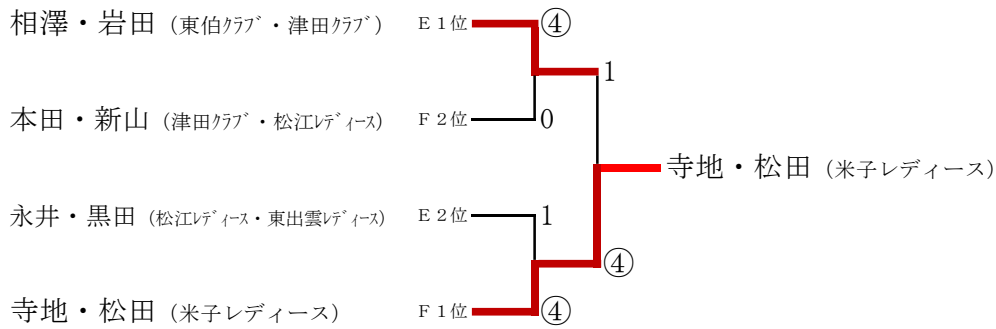 相澤・岩田（東伯ｸﾗﾌﾞ・津田ｸﾗﾌﾞ） Ｅ１位 ④
1
本田・新山（津田ｸﾗﾌﾞ・松江ﾚﾃﾞｨｰｽ） Ｆ２位 0
寺地・松田（米子レディース）
永井・黒田（松江ﾚﾃﾞｨｰｽ・東出雲ﾚﾃﾞｨｰｽ） Ｅ２位 1
④
寺地・松田（米子レディース） Ｆ１位 ④